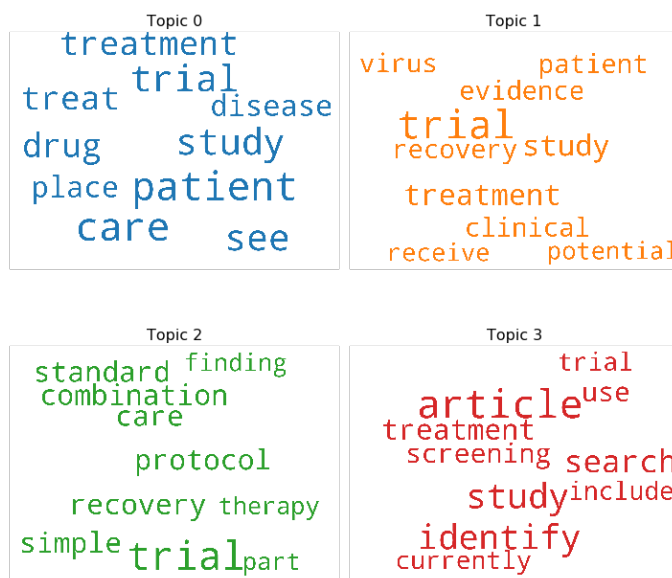 Topic 0
treatment
trial
treat
disease
drug
study
place
patient
care
see
Topic 1
virus
patient
evidence
trial
recovery
study
treatment
clinical
receive
potential
Topic 2
finding
standard
combination
care
protocol
recovery
therapy
simple
trial
part
Topic 3
trial
use
article
treatment
screening
search
study
include
identify
currently